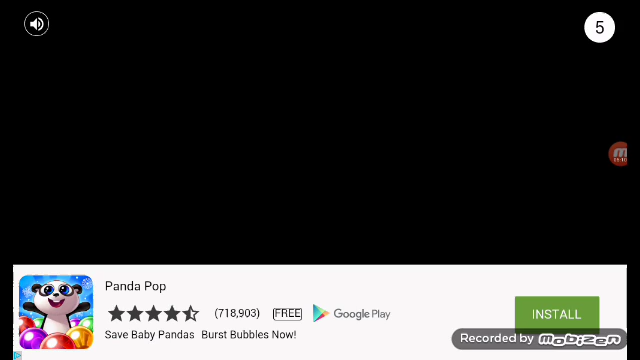 5
Panda Pop
(718,903) FREE Google Play
Save Baby Pandas Burst Bubbles Now!
INSTALL
Recorded by MOBIZEN